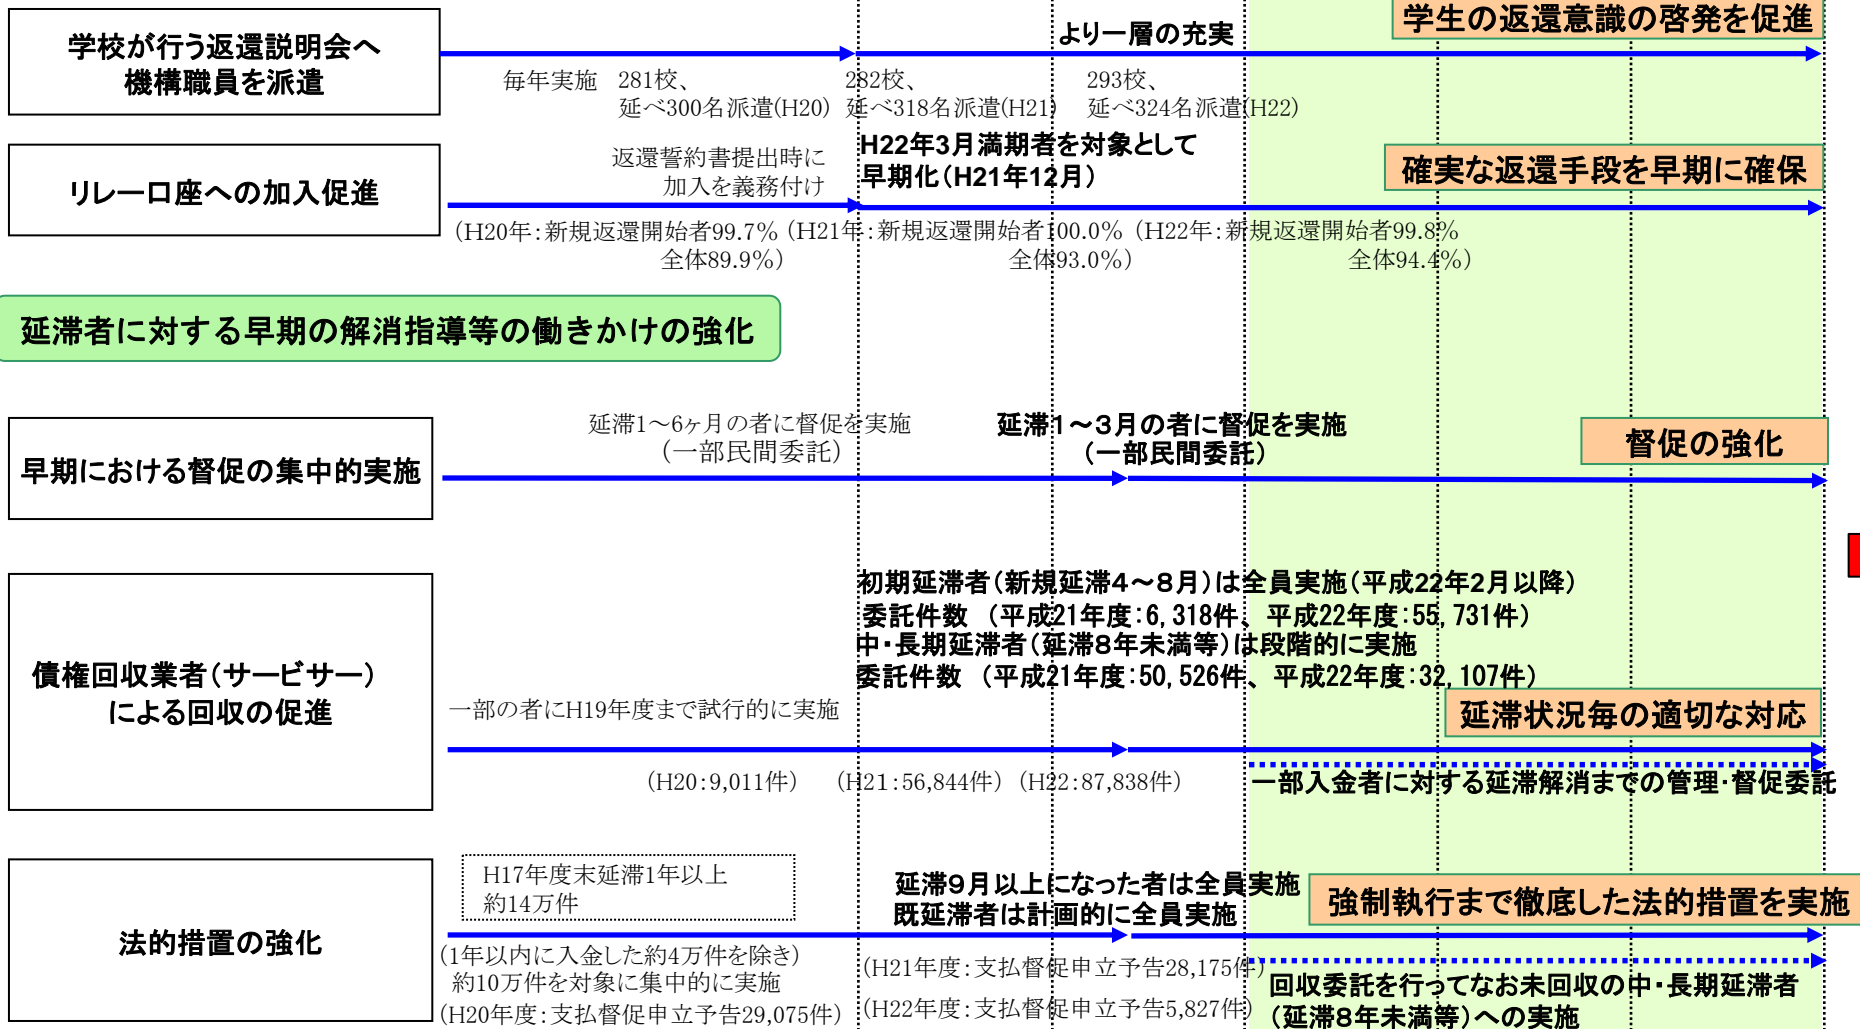 学生の返還意識の啓発を促進
学校が行う返還説明会へ
機構職員を派遣
より一層の充実
毎年実施 281校、
延べ300名派遣(H20)
282校、
延べ318名派遣(H21)
293校、
延べ324名派遣(H22)
リレー口座への加入促進
返還誓約書提出時に
加入を義務付け
H22年3月満期者を対象として
早期化(H21年12月)
確実な返還手段を早期に確保
(H20年:新規返還開始者99.7%
全体89.9%)
(H21年:新規返還開始者100.0%
全体93.0%)
(H22年:新規返還開始者99.8%
全体94.4%)
延滞者に対する早期の解消指導等の働きかけの強化
早期における督促の集中的実施
延滞1～6ヶ月の者に督促を実施
(一部民間委託)
延滞1～3月の者に督促を実施
(一部民間委託)
督促の強化
債権回収業者(サービサー)
による回収の促進
初期延滞者(新規延滞4～8月)は全員実施(平成22年2月以降)
委託件数 (平成21年度:6,318件、平成22年度:55,731件)
中・長期延滞者(延滞8年未満等)は段階的に実施
委託件数 (平成21年度:50,526件、平成22年度:32,107件)
一部の者にH19年度まで試行的に実施
延滞状況毎の適切な対応
(H20:9,011件) (H21:56,844件) (H22:87,838件)
一部入金者に対する延滞解消までの管理・督促委託
法的措置の強化
H17年度末延滞1年以上
約14万件
延滞9月以上になった者は全員実施
既延滞者は計画的に全員実施
強制執行まで徹底した法的措置を実施
(1年以内に入金した約4万件を除き)
約10万件を対象に集中的に実施
(H20年度:支払督促申立予告29,075件)
(H21年度:支払督促申立予告28,175件)
(H22年度:支払督促申立予告5,827件)
回収委託を行ってなお未回収の中・長期延滞者
(延滞8年未満等)への実施